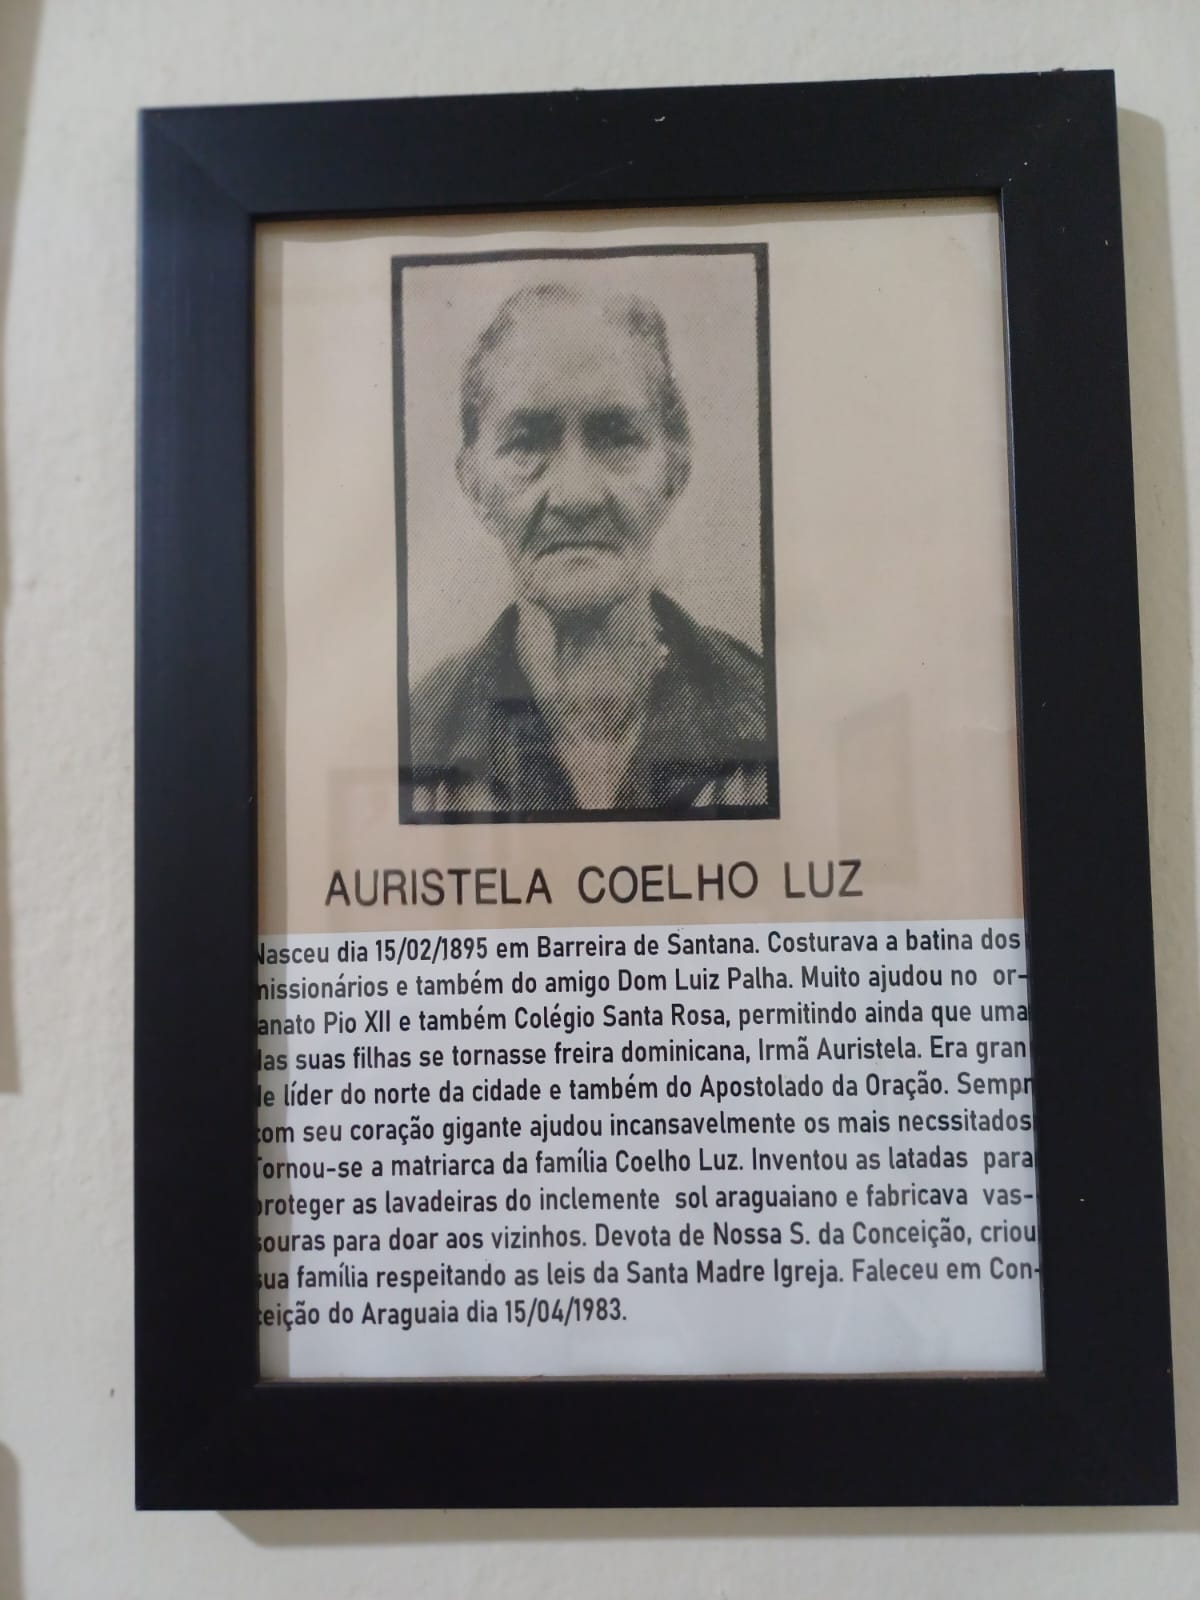 AURISTELA COELHO LUZ
Nasceu dia 15/02/1895 em Barreira de Santana. Costurava a batina dos
missionários e também do amigo Dom Luiz Palha. Muito ajudou no or-
anato Pio XII e também Colégio Santa Rosa, permitindo ainda que uma
das suas filhas se tornasse freira dominicana, Irmã Auristela. Era gran
de líder do norte da cidade e também do Apostolado da Oração. Sempr
com seu coração gigante ajudou incansavelmente os mais necssitados
Tornou-se a matriarca da família Coelho Luz. Inventou as latadas para
proteger as lavadeiras do inclemente sol araguaiano e fabricava vas-
souras para doar aos vizinhos. Devota de Nossa S. da Conceição, criou
sua família respeitando as leis da Santa Madre Igreja. Faleceu em Con-
ceição do Araguaia dia 15/04/1983.